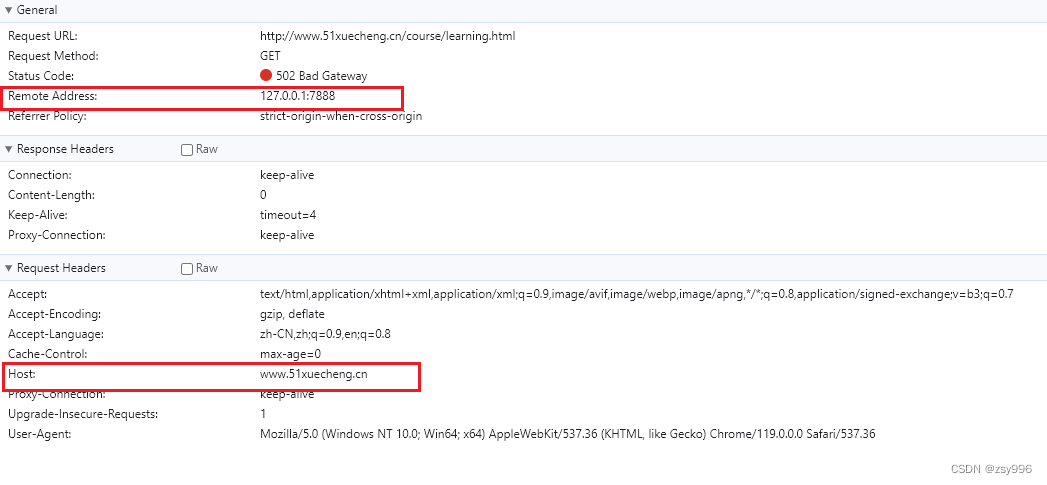 General
Request URL: http://www.51xuecheng.cn/course/learning.html
Request Method: GET
Status Code: 502 Bad Gateway
Remote Address: 127.0.0.1:7888
Referrer Policy: strict-origin-when-cross-origin
Response Headers Raw
Connection: keep-alive
Content-Length: 0
Keep-Alive: timeout=4
Proxy-Connection: keep-alive
Request Headers Raw
Accept: text/html,application/xhtml+xml,application/xml;q=0.9,image/avif,image/webp,image/apng,*/*;q=0.8,application/signed-exchange;v=b3;q=0.7
Accept-Encoding: gzip, deflate
Accept-Language: zh-CN,zh;q=0.9,en;q=0.8
Cache-Control: max-age=0
Host: www.51xuecheng.cn
Proxy-Connection: keep-alive
Upgrade-Insecure-Requests: 1
User-Agent: Mozilla/5.0 (Windows NT 10.0; Win64; x64) AppleWebKit/537.36 (KHTML, like Gecko) Chrome/119.0.0.0 Safari/537.36
CSDN @zsy996